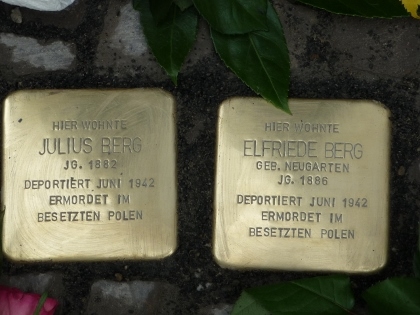 HIER WOHNTE
JULIUS BERG
JG. 1882
DEPORTIERT JUNI 1942
ERMORDET IM
BESETZTEN POLEN
HIER WOHNTE
ELFRIEDE BERG
GEB. NEUGARTEN
JG. 1886
DEPORTIERT JUNI 1942
ERMORDET IM
BESETZTEN POLEN